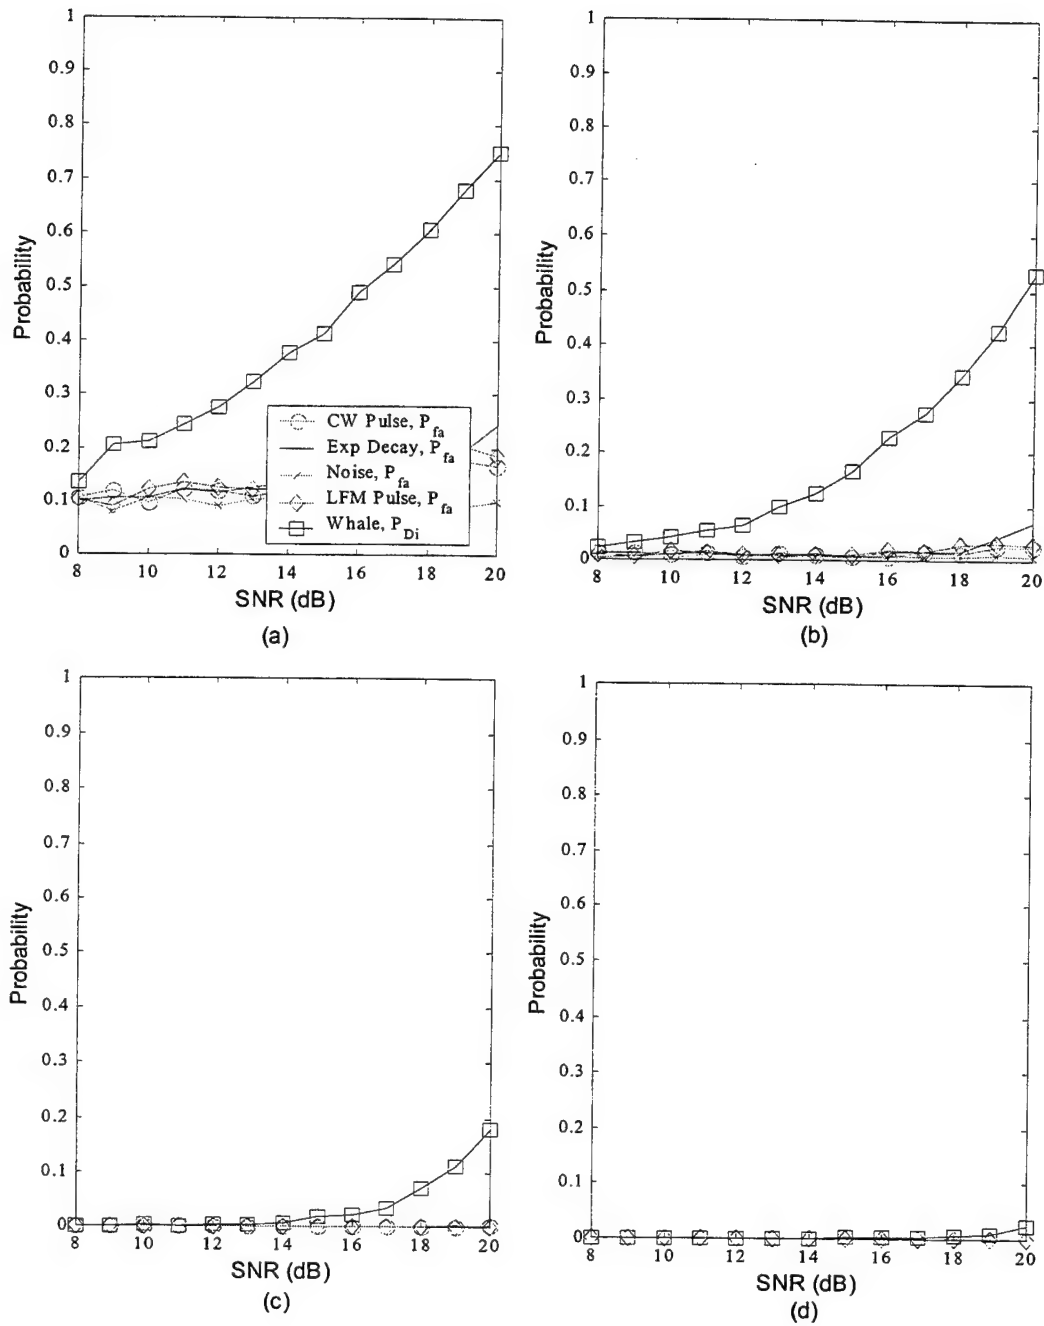 1
0.9
0.8
0.7
0.6
0.5
0.4
0.3
0.2
0.1
0
Probability
CW Pulse, P_fa
Exp Decay, P_fa
Noise, P_fa
LFM Pulse, P_fa
Whale, P_Di
8 10 12 14 16 18 20
SNR (dB)
(a)
1
0.9
0.8
0.7
0.6
0.5
0.4
0.3
0.2
0.1
0
Probability
8 10 12 14 16 18 20
SNR (dB)
(b)
1
0.9
0.8
0.7
0.6
0.5
0.4
0.3
0.2
0.1
0
Probability
8 10 12 14 16 18 20
SNR (dB)
(c)
1
0.9
0.8
0.7
0.6
0.5
0.4
0.3
0.2
0.1
0
Probability
8 10 12 14 16 18 20
SNR (dB)
(d)